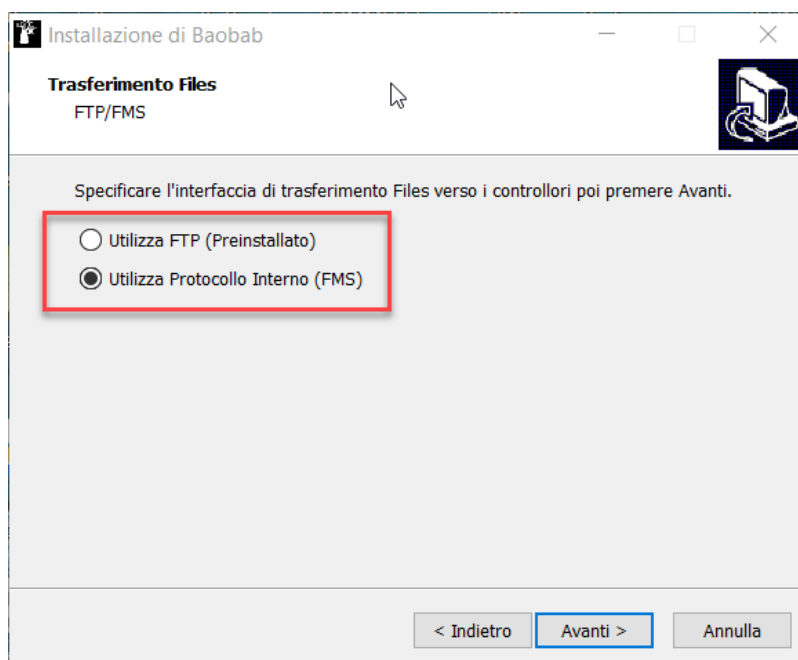 Installazione di Baobab
Trasferimento Files
FTP/FMS
Specificare l'interfaccia di trasferimento Files verso i controllori poi premere Avanti.
Utilizza FTP (Preinstallato)
Utilizza Protocollo Interno (FMS)
< Indietro Avanti > Annulla